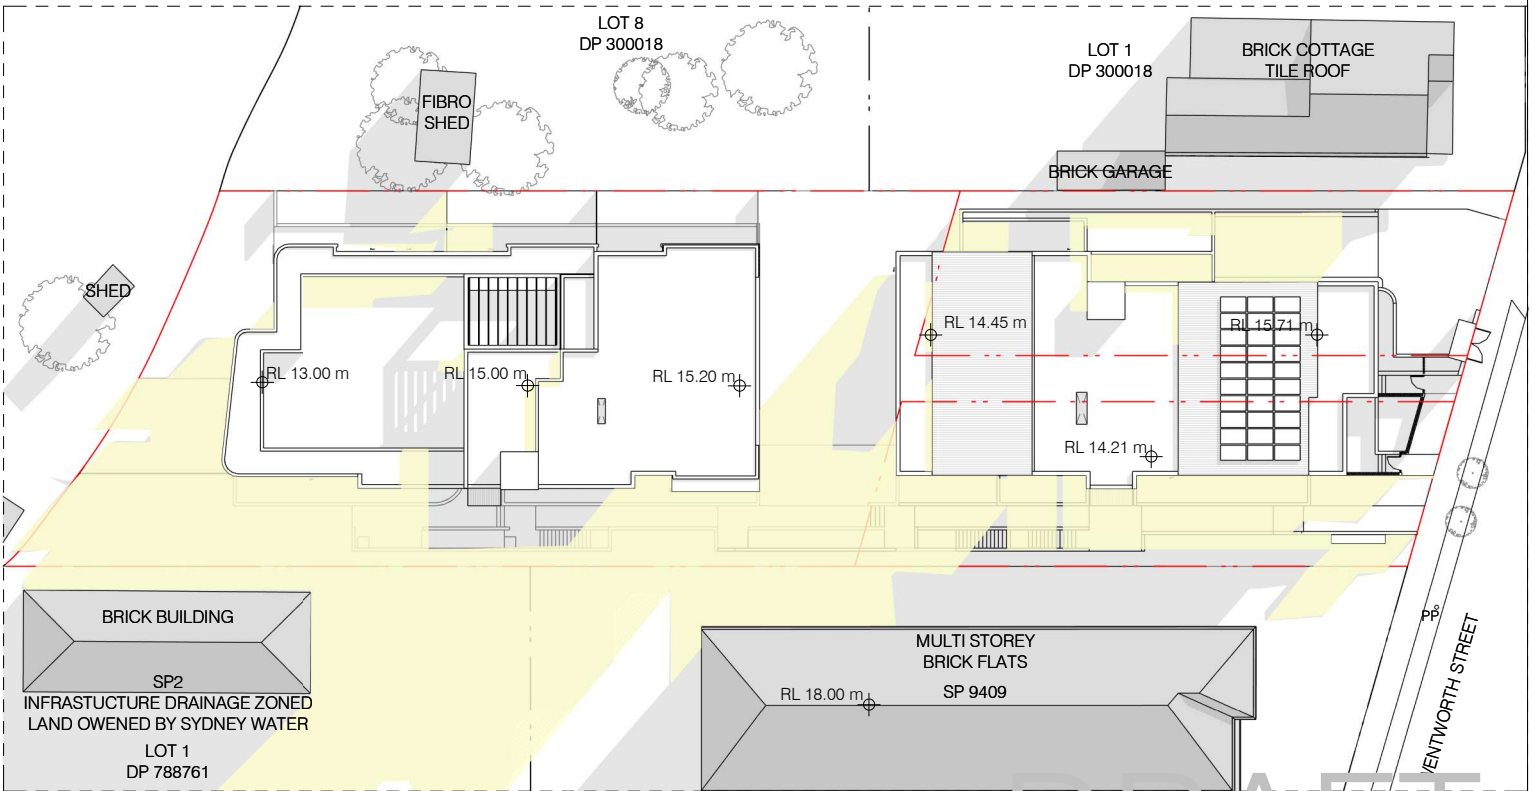 LOT 8
DP 300018
LOT 1
DP 300018
BRICK COTTAGE
TILE ROOF
FIBRO
SHED
BRICK GARAGE
SHED
RL 14.45 m
RL 15.71 m
RL 13.00 m
RL 15.00 m
RL 15.20 m
RL 14.21 m
BRICK BUILDING
SP2
INFRASTUCTURE DRAINAGE ZONED
LAND OWENED BY SYDNEY WATER
LOT 1
DP 788761
MULTI STOREY
BRICK FLATS
SP 9409
RL 18.00 m
PP
WENTWORTH STREET
DRAFT